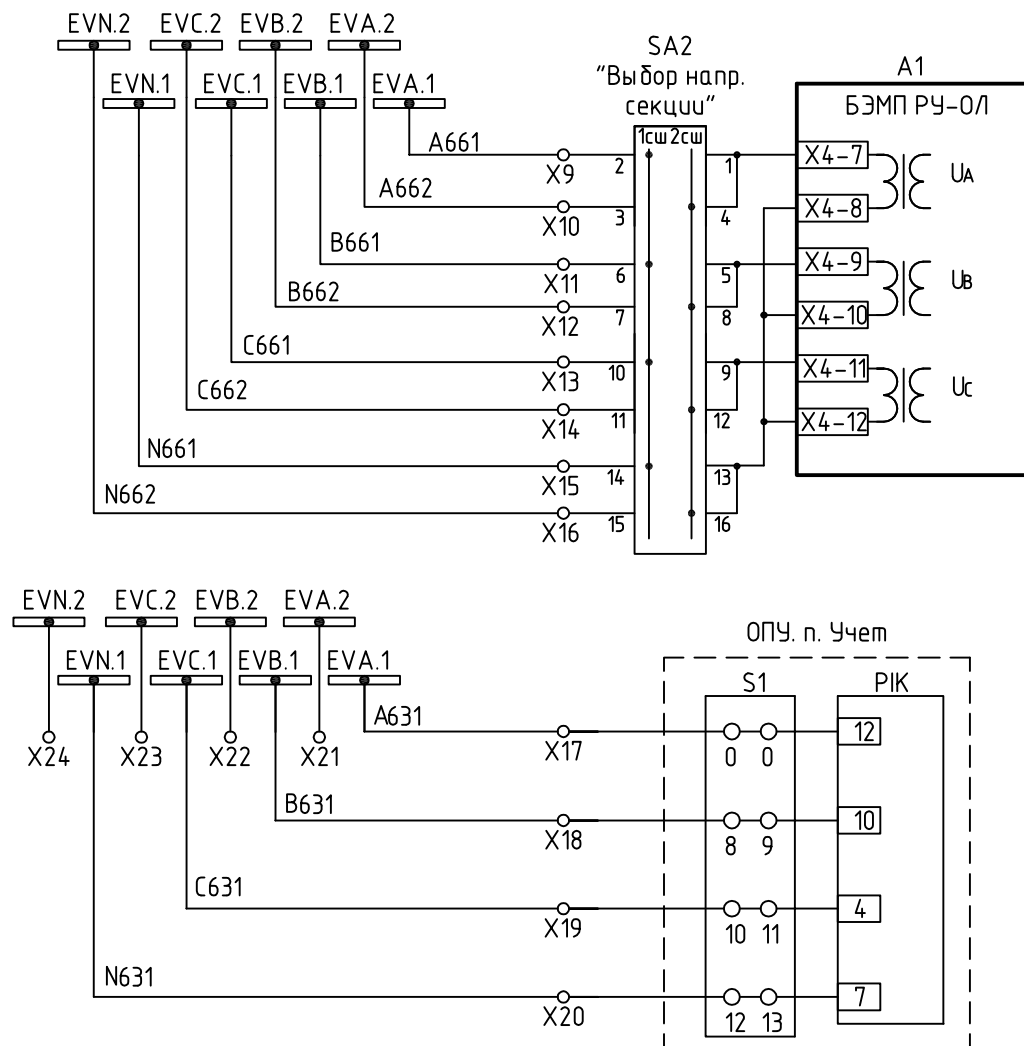 EVN.2 EVC.2 EVB.2 EVA.2
EVN.1 EVC.1 EVB.1 EVA.1
SA2
"Выбор напр.
секции"
A1
БЭМП РУ-ОЛ
1сш 2сш
A661
X9
2
1
X4-7
UA
A662
X10
3
4
X4-8
B661
X11
6
5
X4-9
UB
B662
X12
7
8
X4-10
C661
X13
10
9
X4-11
UC
C662
X14
11
12
X4-12
N661
X15
14
13
N662
X16
15
16
EVN.2 EVC.2 EVB.2 EVA.2
EVN.1 EVC.1 EVB.1 EVA.1
ОПУ. п. Учет
S1
PIK
X24 X23 X22 X21
A631
X17
0 0
12
B631
X18
8 9
10
C631
X19
10 11
4
N631
X20
12 13
7